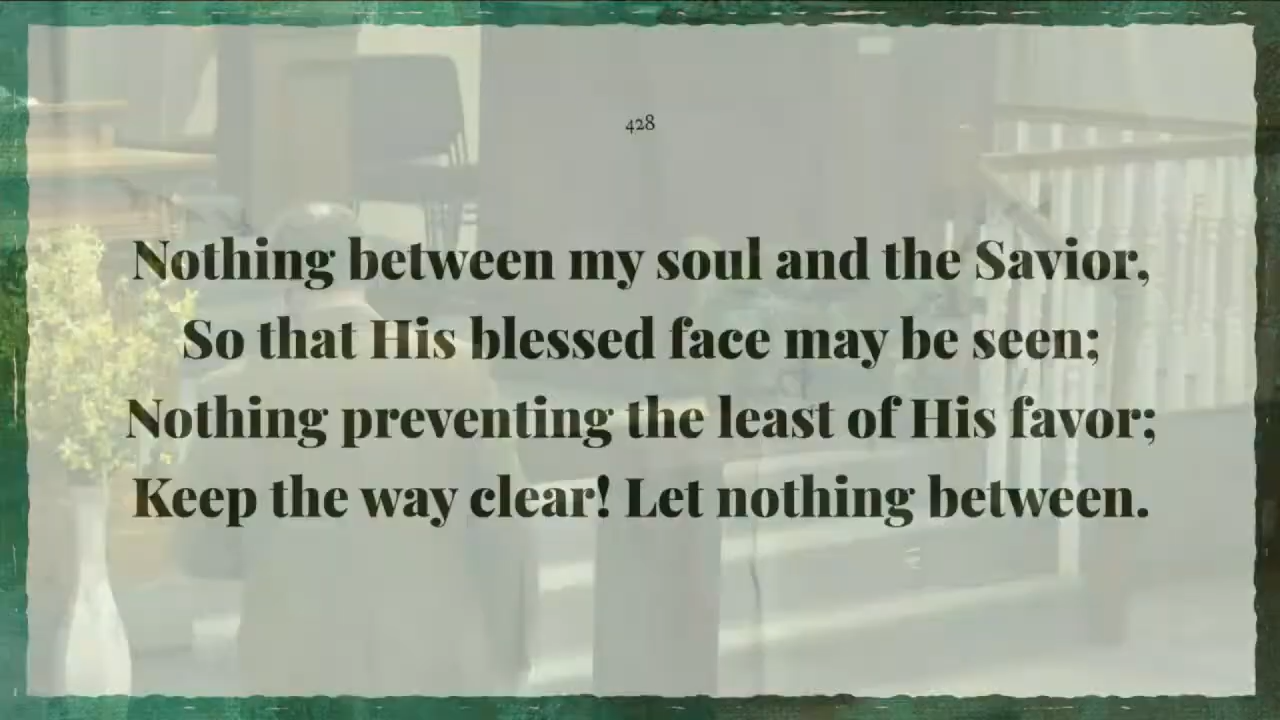 428
Nothing between my soul and the Savior,
So that His blessed face may be seen;
Nothing preventing the least of His favor;
Keep the way clear! Let nothing between.